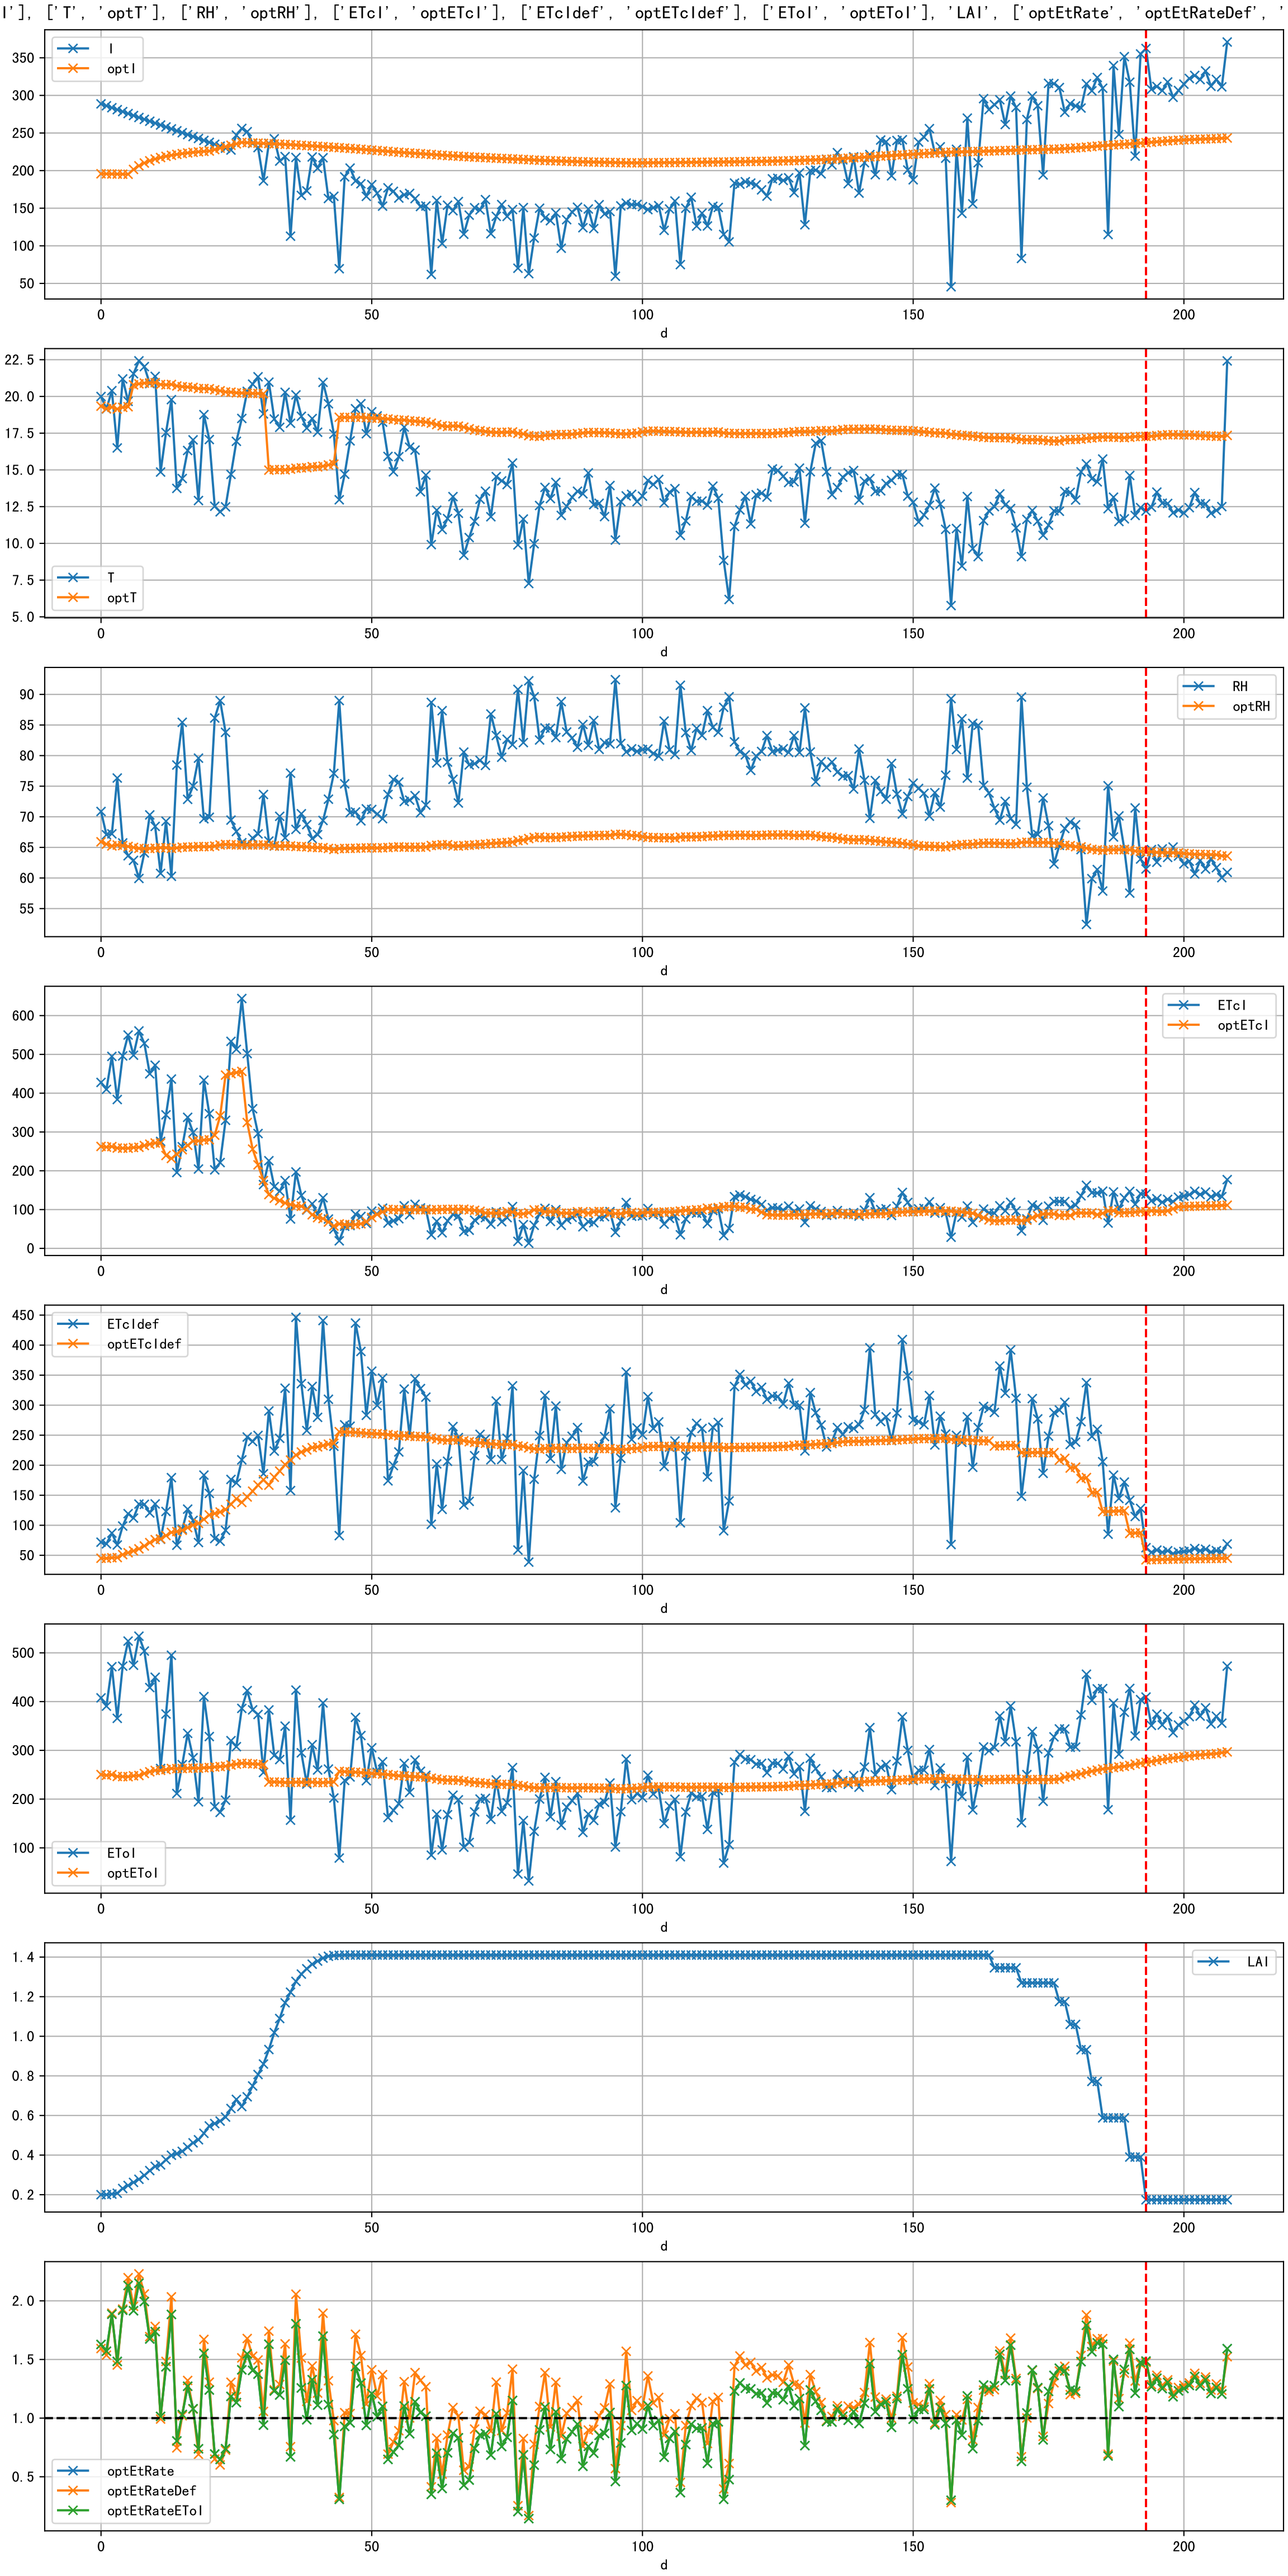 I'], ['T', 'optT'], ['RH', 'optRH'], ['ETcI', 'optETcI'], ['ETcIdef', 'optETcIdef'], ['EToI', 'optEToI'], 'LAI', ['optEtRate', 'optEtRateDef', '
I
optI
350
300
250
200
150
100
50
0 50 100 150 200
d
22.5
20.0
17.5
15.0
12.5
10.0
7.5
5.0
T
optT
0 50 100 150 200
d
RH
optRH
90
85
80
75
70
65
60
55
0 50 100 150 200
d
ETcI
optETcI
600
500
400
300
200
100
0
0 50 100 150 200
d
ETcIdef
optETcIdef
450
400
350
300
250
200
150
100
50
0 50 100 150 200
d
500
400
300
200
100
EToI
optEToI
0 50 100 150 200
d
LAI
1.4
1.2
1.0
0.8
0.6
0.4
0.2
0 50 100 150 200
d
2.0
1.5
1.0
0.5
optEtRate
optEtRateDef
optEtRateEToI
0 50 100 150 200
d